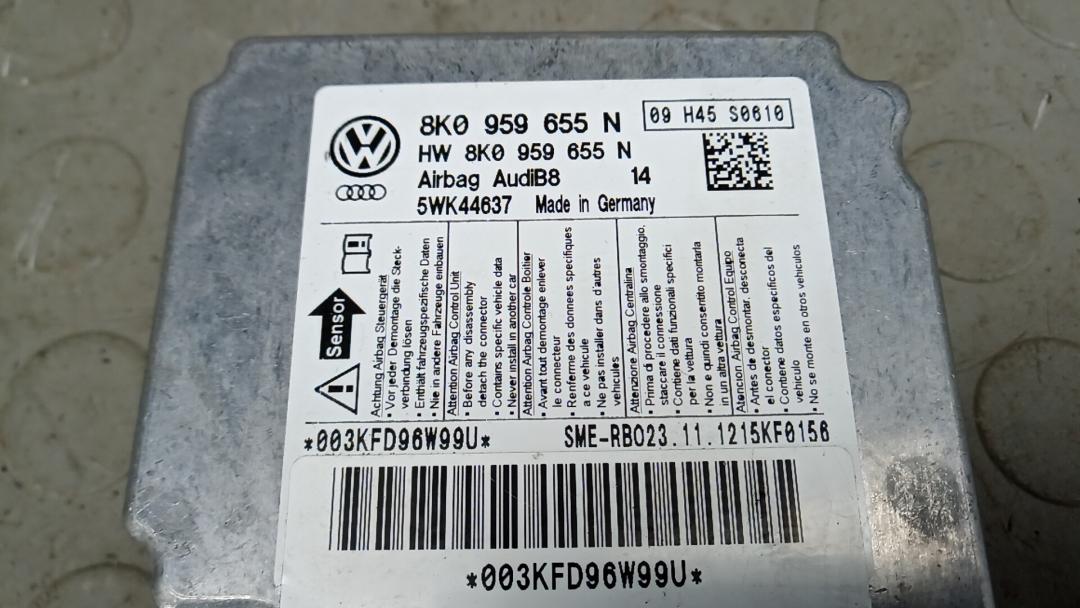 8K0 959 655 N
09 H45 S0610
HW 8K0 959 655 N
Airbag AudiB8 14
5WK44637 Made in Germany
Sensor
Achtung Airbag Steuergerät
• Vor jeder Demontage die Steck-
verbindung lösen
• Enthält fahrzeugspezifische Daten
• Nie in andere Fahrzeuge einbauen
Attention Airbag Control Unit
• Before any disassembly
detach the connector
• Contains specific vehicle data
• Never install in another car
Attention Airbag Controle Boitier
• Avant tout demontage enlever
le connecteur
• Renferme des donnees specifiques
a ce vehicule
• Ne pas installer dans d'autres
vehicules
Attenzione Airbag Centralina
• Prima di procedere allo smontaggio,
staccare il connessione
• Contiene dati funzionali specifici
per la vettura
• Non e quindi consentito montarla
in un altra vettura
Atencion Airbag Control Equipo
• Antes de desmontar, desconecta
el conector
• Contiene datos especificos del
vehiculo
• No se monte en otros vehiculos
*003KFD96W99U*
SME-RBO23.11.1215KF0156
*003KFD96W99U*